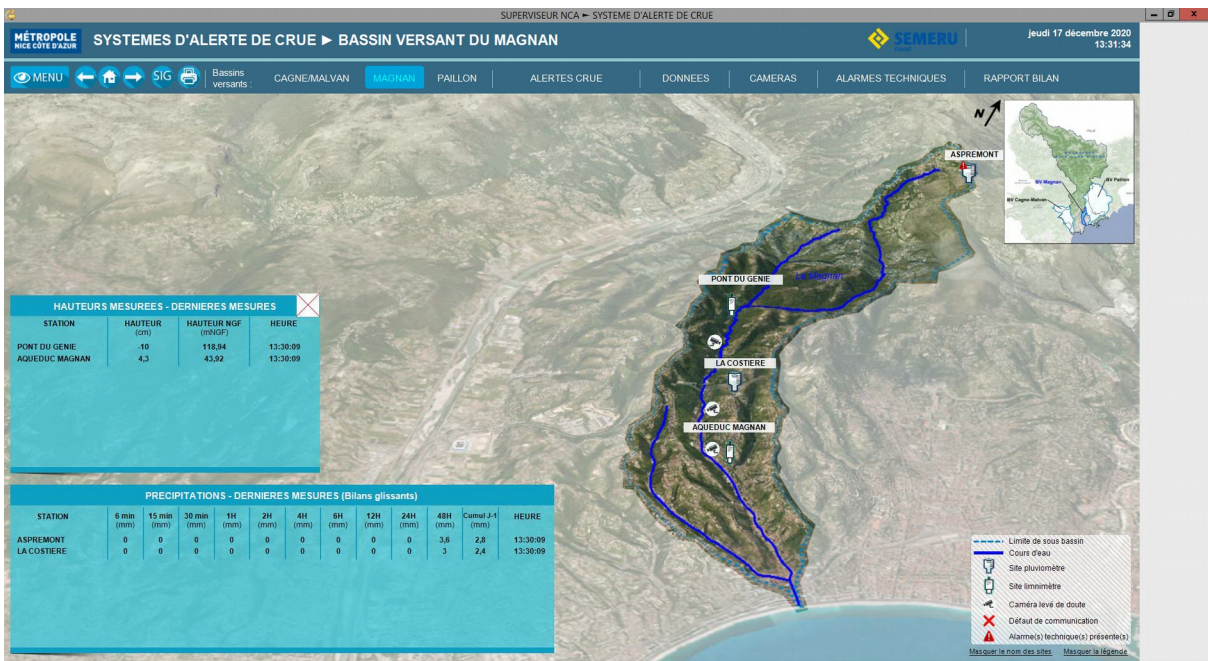 SUPERVISEUR NCA ► SYSTEME D'ALERTE DE CRUE
MÉTROPOLE
NICE CÔTE D'AZUR
SYSTEMES D'ALERTE DE CRUE ► BASSIN VERSANT DU MAGNAN
SEMERU
jeudi 17 décembre 2020
13:31:34
MENU SIG Bassins versants : CAGNE/MALVAN MAGNAN PAILLON ALERTES CRUE DONNEES CAMERAS ALARMES TECHNIQUES RAPPORT BILAN
N
ASPREMONT
BV Magnan
BV Paillon
BV Cagne-Malvan
PONT DU GENIE
Le Magnan
LA COSTIERE
AQUEDUC MAGNAN
HAUTEURS MESUREES - DERNIERES MESURES
STATION HAUTEUR (cm) HAUTEUR NGF (mNGF) HEURE
PONT DU GENIE -10 118,94 13:30:09
AQUEDUC MAGNAN 4,3 43,92 13:30:09
PRECIPITATIONS - DERNIERES MESURES (Bilans glissants)
STATION 6 min (mm) 15 min (mm) 30 min (mm) 1H (mm) 2H (mm) 4H (mm) 6H (mm) 12H (mm) 24H (mm) 48H (mm) Cumul J-1 (mm) HEURE
ASPREMONT 0 0 0 0 0 0 0 0 0 3,6 2,8 13:30:09
LA COSTIERE 0 0 0 0 0 0 0 0 0 3 2,4 13:30:09
Limite de sous bassin
Cours d'eau
Site pluviomètre
Site limnimètre
Caméra levé de doute
Défaut de communication
Alarme(s) technique(s) présente(s)
Masquer le nom des sites Masquer la légende